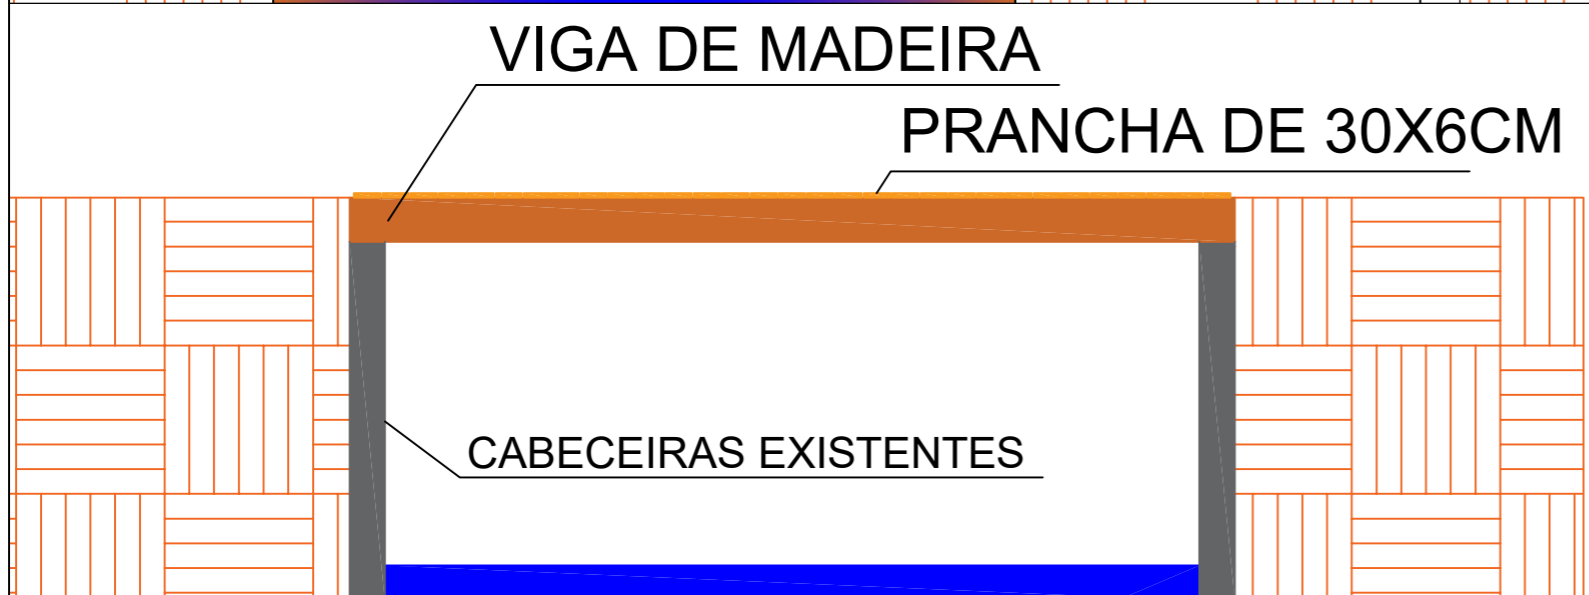 VIGA DE MADEIRA
PRANCHA DE 30X6CM
CABECEIRAS EXISTENTES